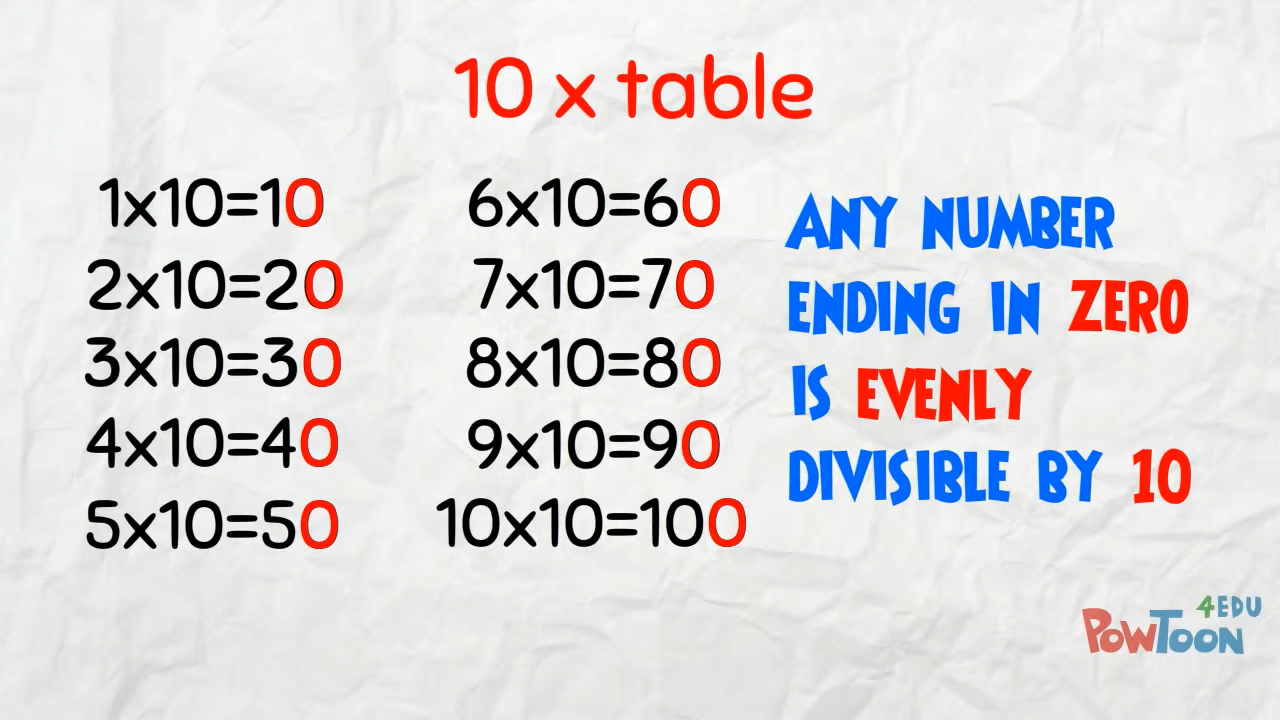 10 x table
1x10=10
2x10=20
3x10=30
4x10=40
5x10=50
6x10=60
7x10=70
8x10=80
9x10=90
10x10=100
ANY NUMBER
ENDING IN ZERO
IS EVENLY
DIVISIBLE BY 10
4EDU
POWTOON